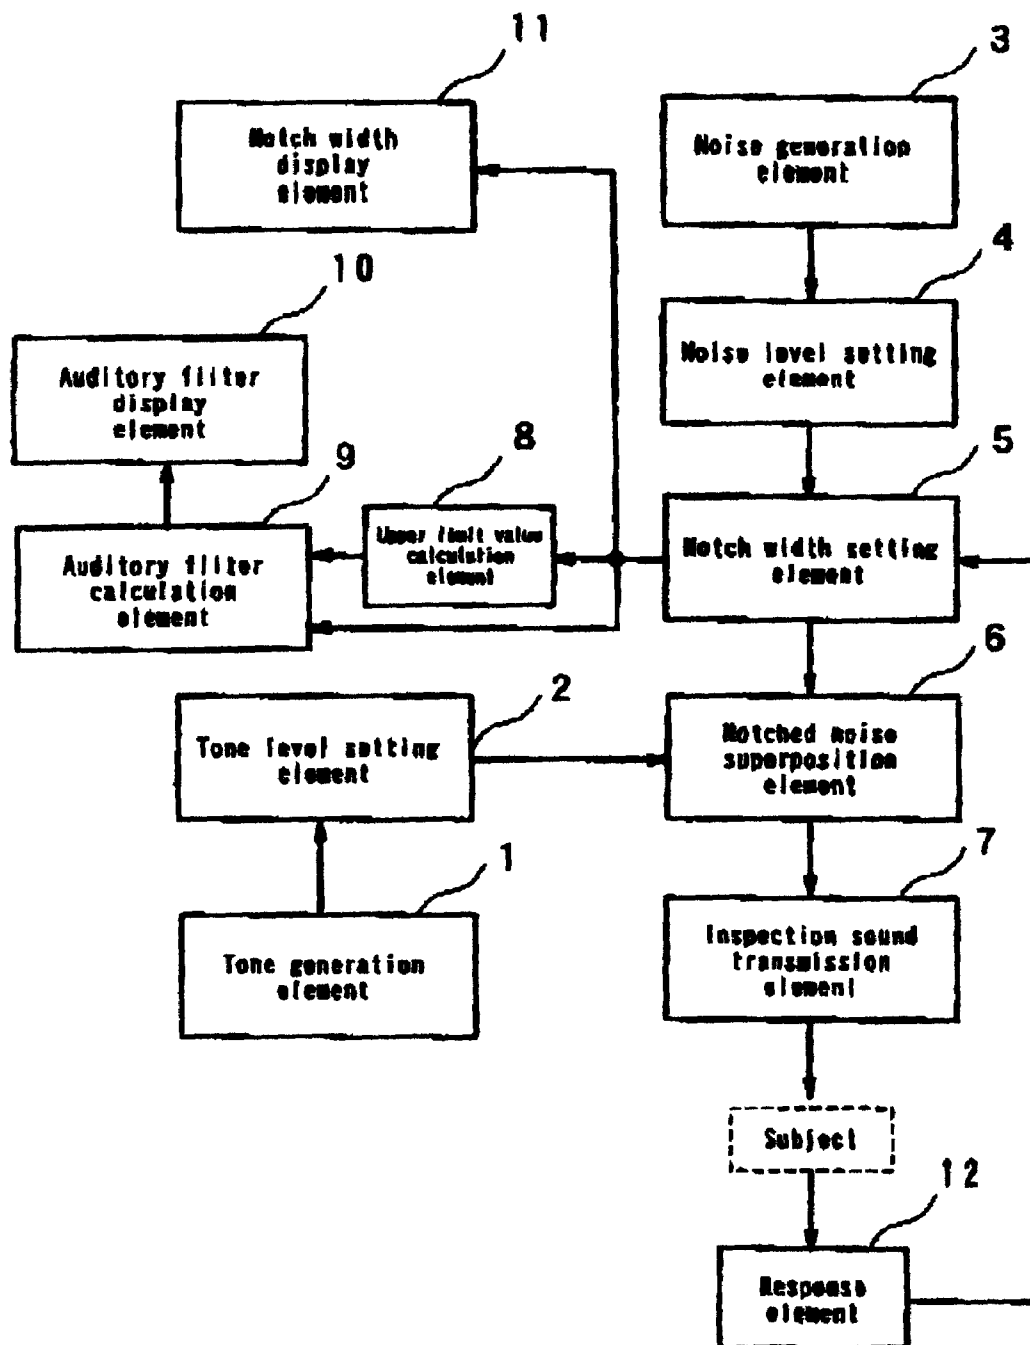 11
Notch width
display
element
3
Noise generation
element
4
Noise level setting
element
10
Auditory filter
display
element
5
Notch width setting
element
8
Upper limit value
calculation
element
9
Auditory filter
calculation
element
6
Notched noise
superposition
element
2
Tone level setting
element
7
Inspection sound
transmission
element
1
Tone generation
element
Subject
12
Response
element